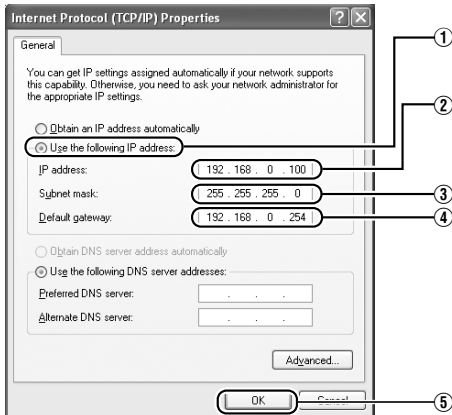 Internet Protocol (TCP/IP) Properties
General
You can get IP settings assigned automatically if your network supports
this capability. Otherwise, you need to ask your network administrator for
the appropriate IP settings.
Obtain an IP address automatically
Use the following IP address:
①
IP address: 192 . 168 . 0 . 100
②
Subnet mask: 255 . 255 . 255 . 0
③
Default gateway: 192 . 168 . 0 . 254
④
Obtain DNS server address automatically
Use the following DNS server addresses:
Preferred DNS server: . . .
Alternate DNS server: . . .
Advanced...
OK Cancel
⑤